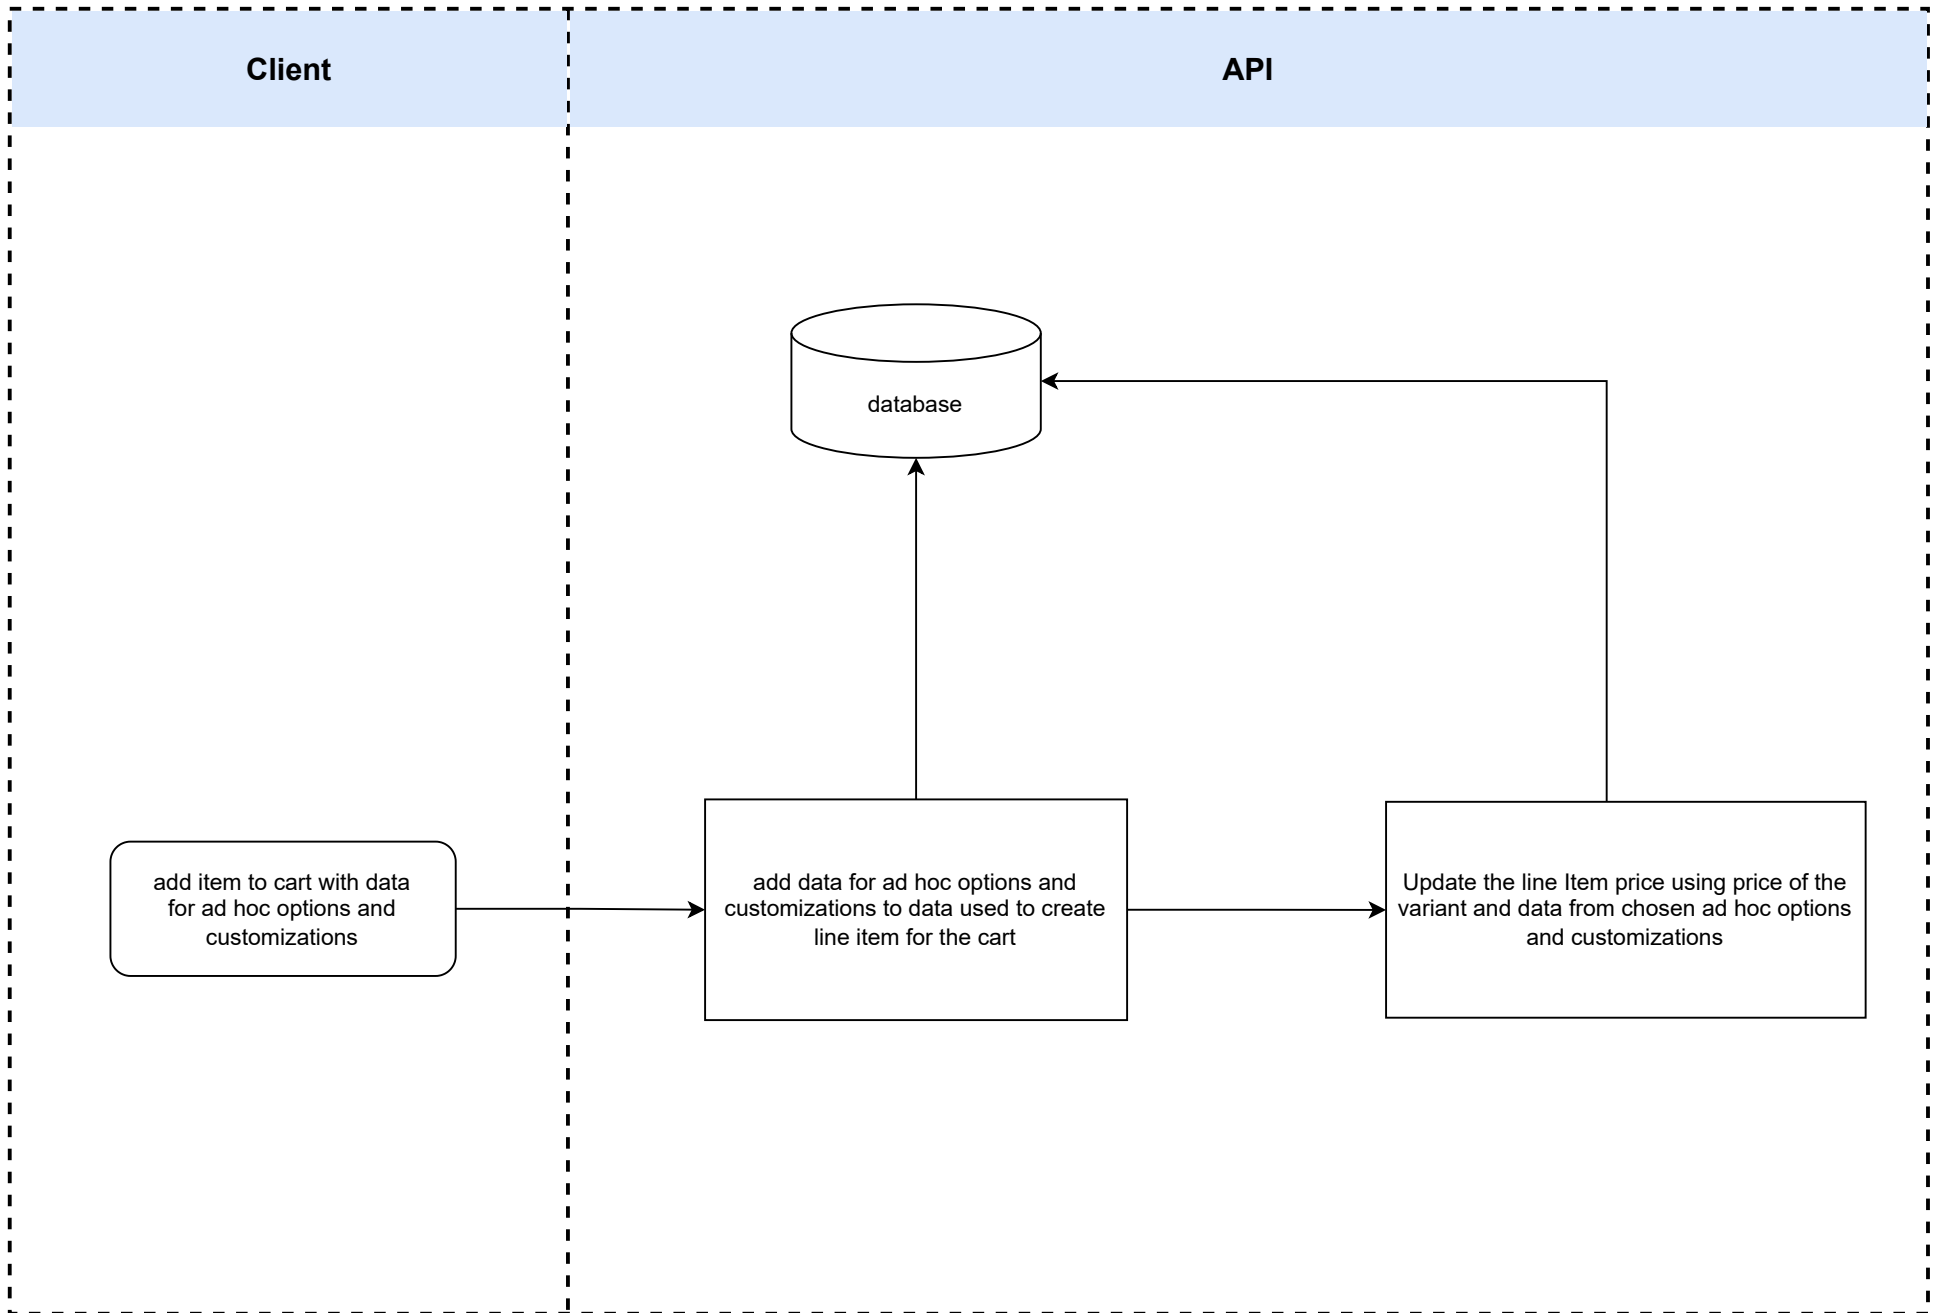 Client
API
database
add item to cart with data
for ad hoc options and
customizations
add data for ad hoc options and
customizations to data used to create
line item for the cart
Update the line Item price using price of the
variant and data from chosen ad hoc options
and customizations